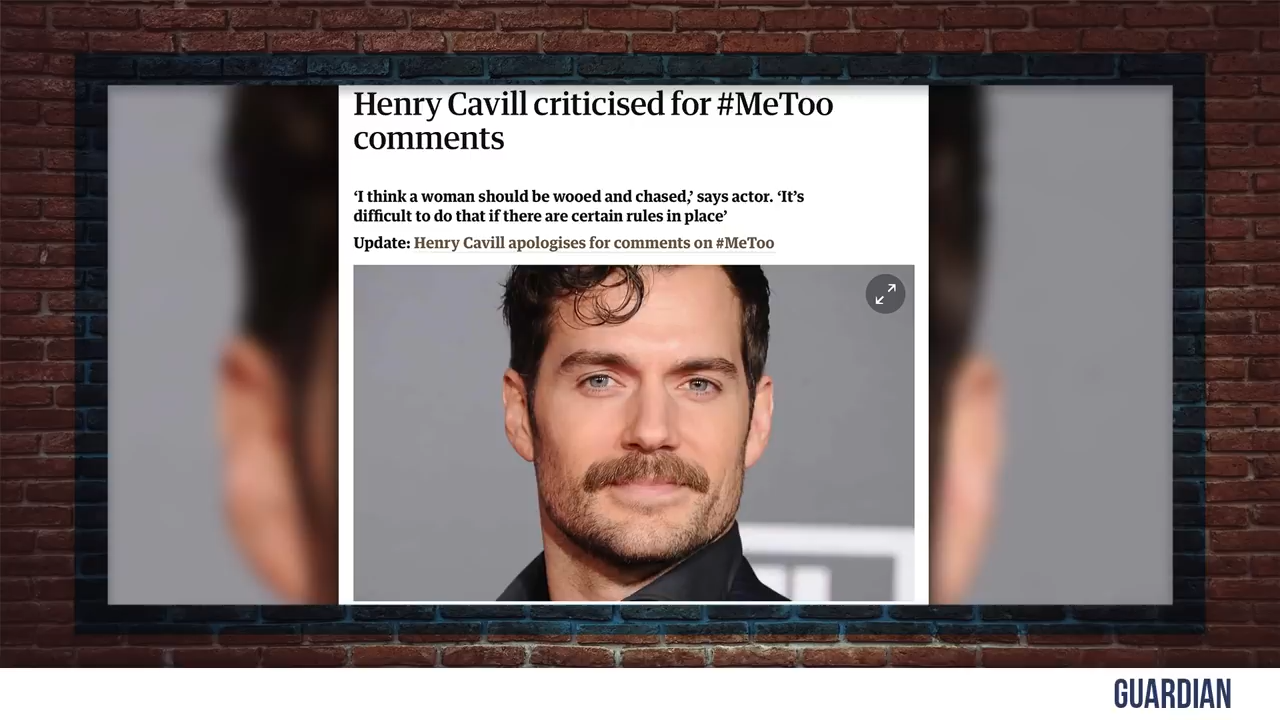 Henry Cavill criticised for #MeToo
comments
‘I think a woman should be wooed and chased,’ says actor. ‘It’s
difficult to do that if there are certain rules in place’
Update: Henry Cavill apologises for comments on #MeToo
GUARDIAN